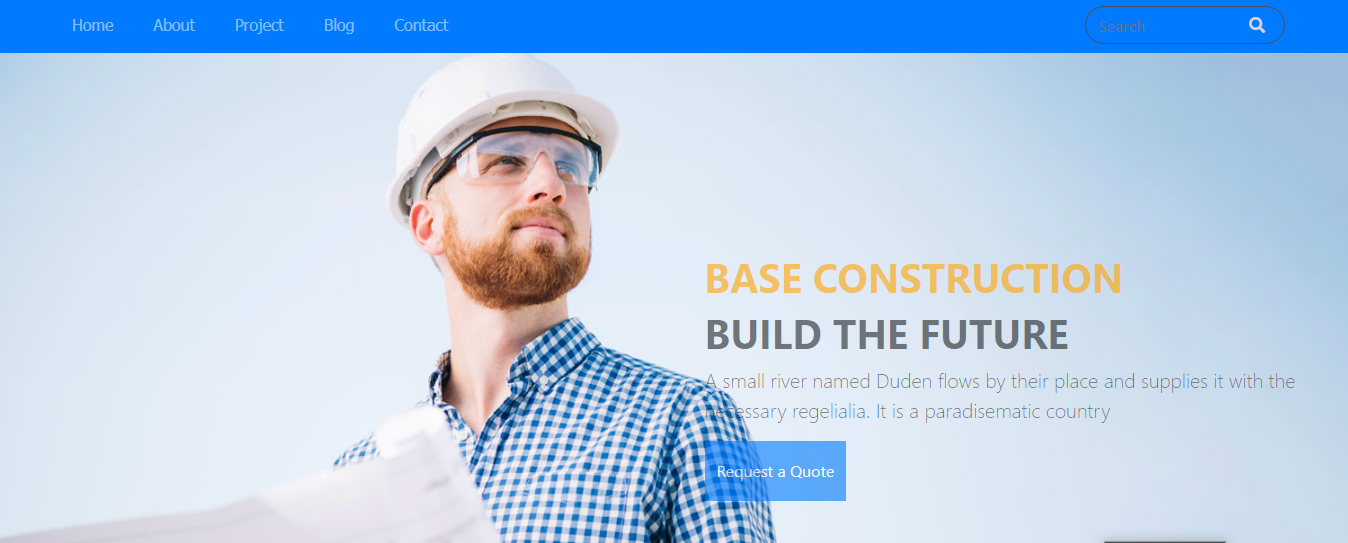 Home About Project Blog Contact Search
BASE CONSTRUCTION
BUILD THE FUTURE
A small river named Duden flows by their place and supplies it with the
necessary regelialia. It is a paradisematic country
Request a Quote